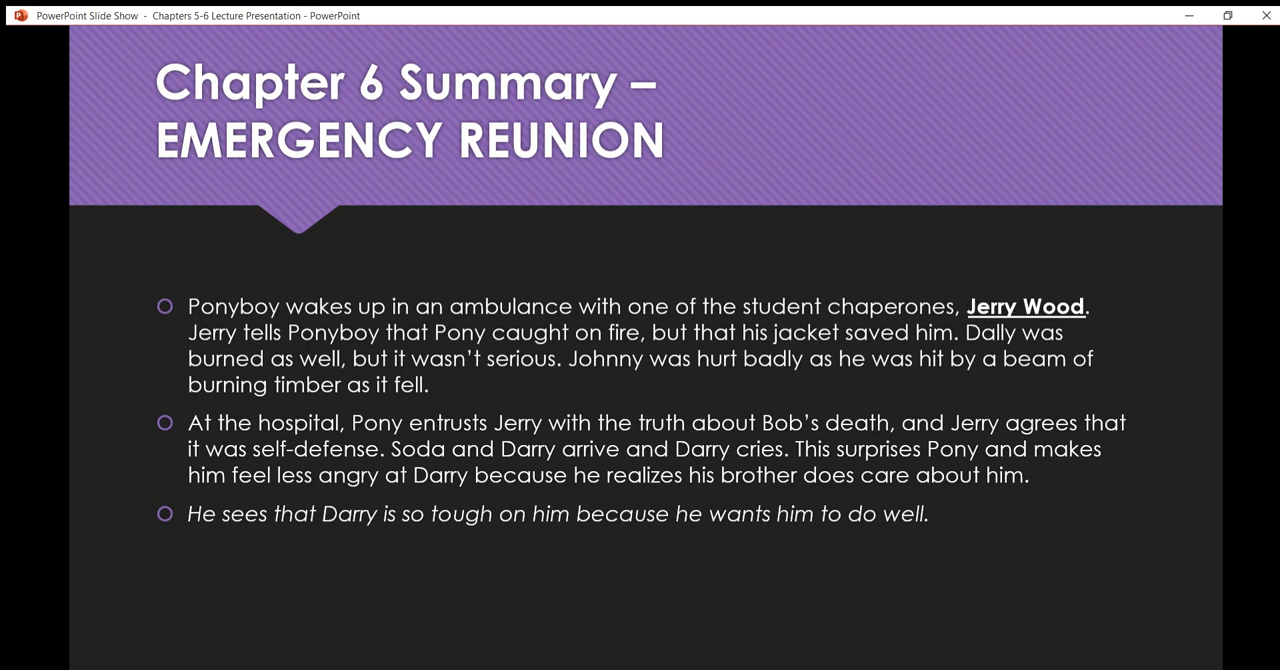 PowerPoint Slide Show - Chapters 5-6 Lecture Presentation - PowerPoint
Chapter 6 Summary –
EMERGENCY REUNION
Ponyboy wakes up in an ambulance with one of the student chaperones, Jerry Wood.
Jerry tells Ponyboy that Pony caught on fire, but that his jacket saved him. Dally was
burned as well, but it wasn't serious. Johnny was hurt badly as he was hit by a beam of
burning timber as it fell.
At the hospital, Pony entrusts Jerry with the truth about Bob's death, and Jerry agrees that
it was self-defense. Soda and Darry arrive and Darry cries. This surprises Pony and makes
him feel less angry at Darry because he realizes his brother does care about him.
He sees that Darry is so tough on him because he wants him to do well.